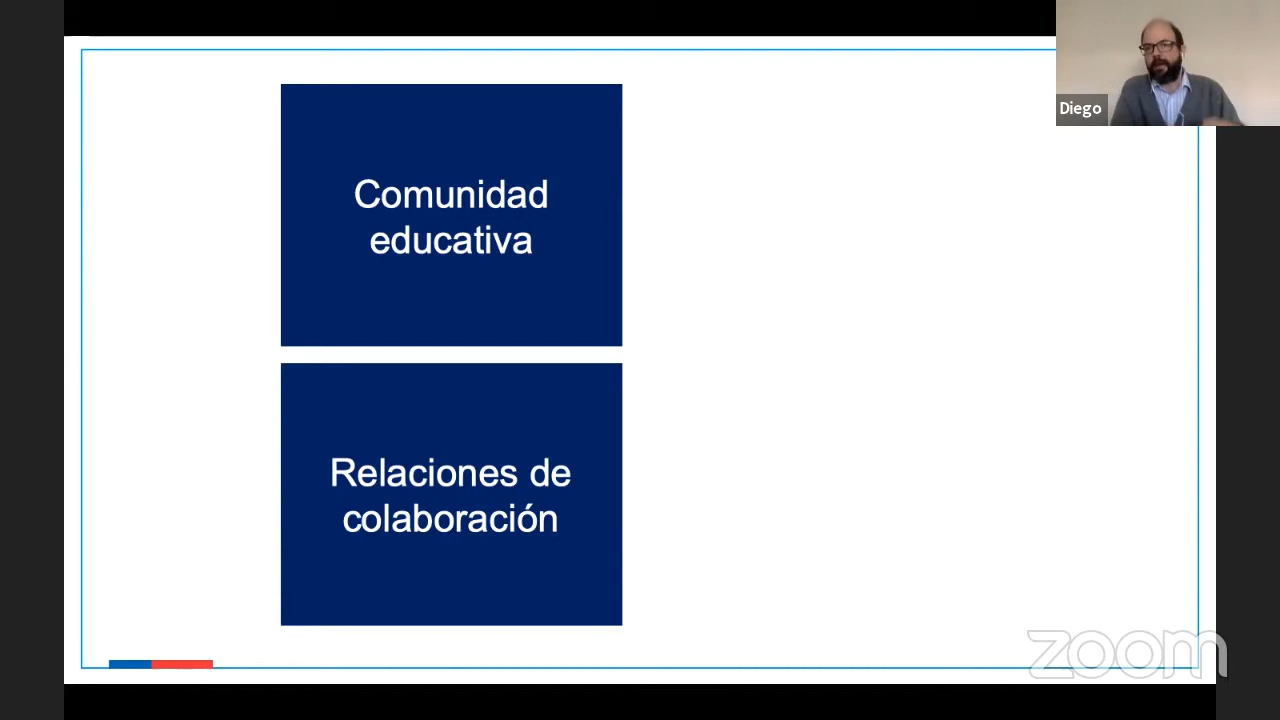 Diego
Comunidad
educativa
Relaciones de
colaboración
zoom